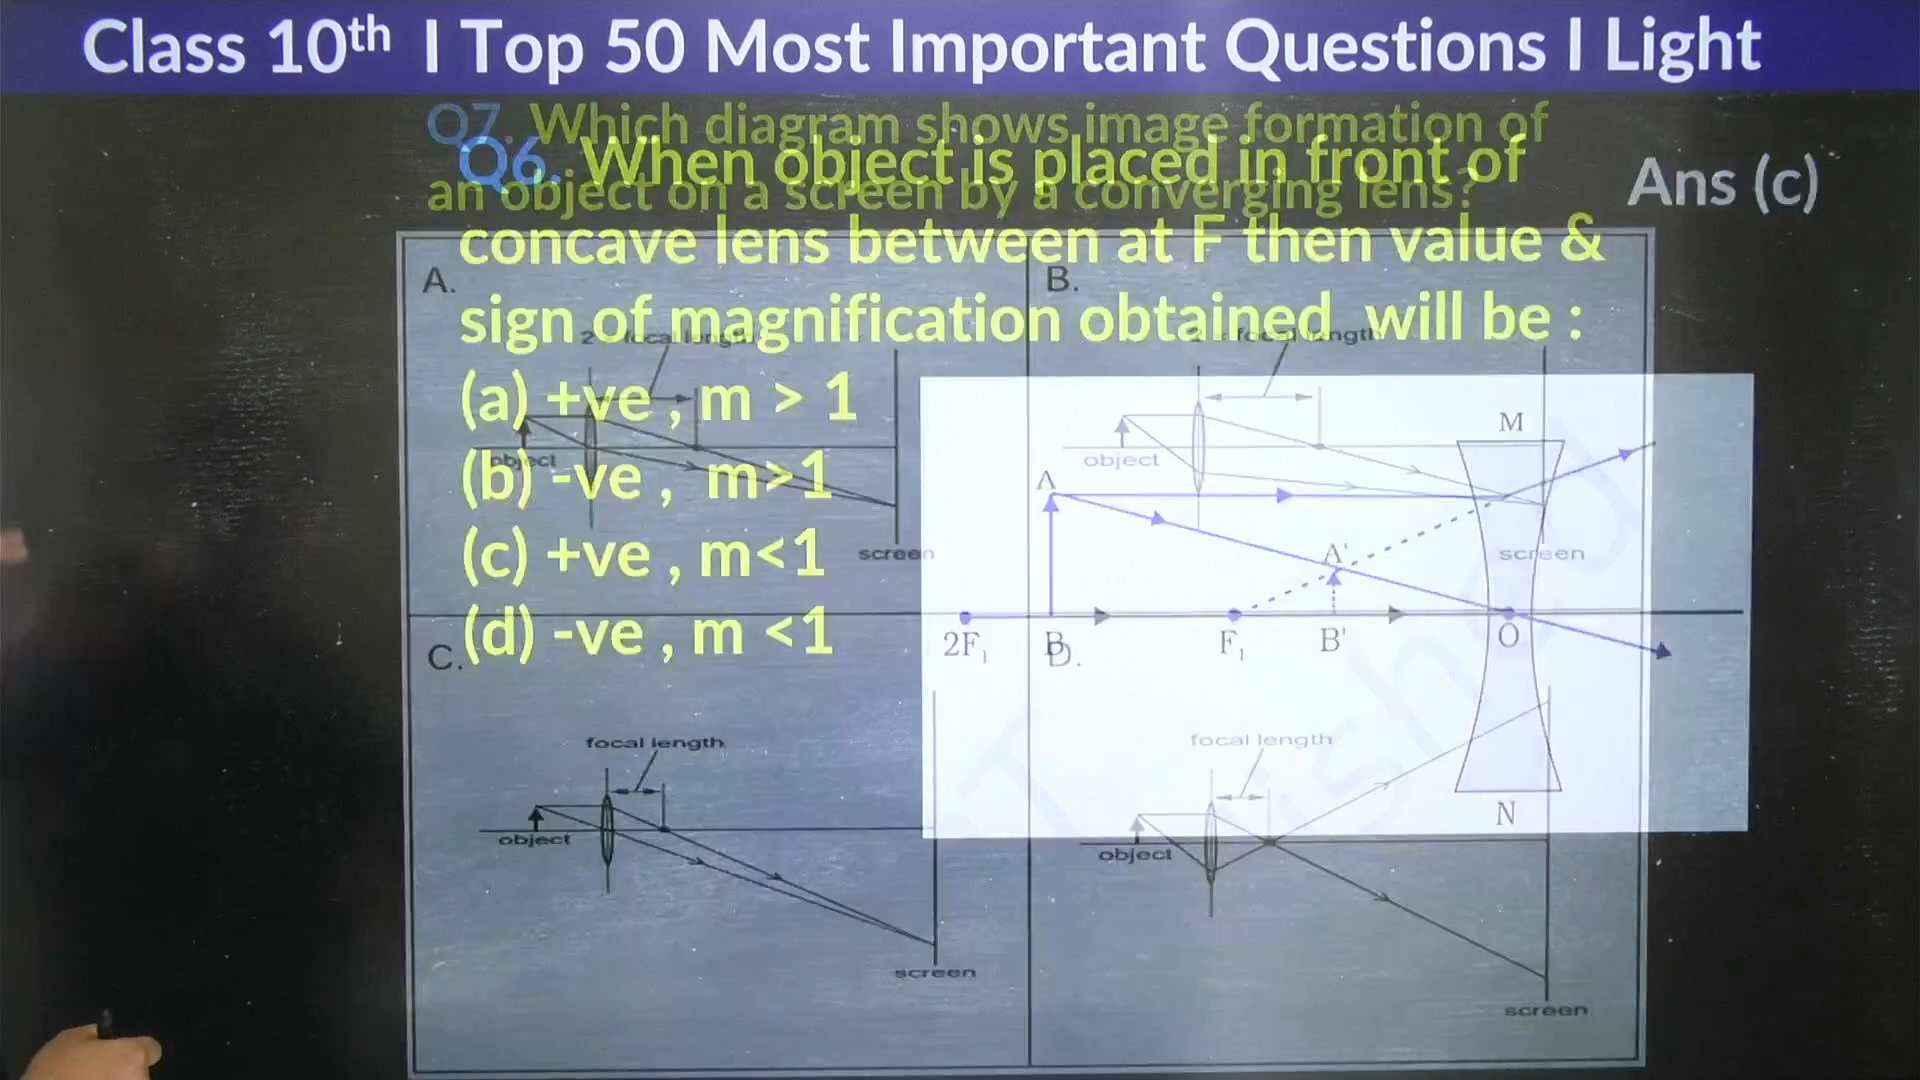 Class 10th I Top 50 Most Important Questions I Light
Q7. Which diagram shows image formation of
an object on a screen by a converging lens?
Q6. When object is placed in front of
concave lens between at F then value &
sign of magnification obtained will be :
(a) +ve , m > 1
(b) -ve , m>1
(c) +ve , m<1
(d) -ve , m <1
Ans (c)
A.
focal length
object
screen
B.
focal length
object
screen
M
A
A'
2F₁
B
F₁
B'
O
N
C.
focal length
object
screen
D.
focal length
object
screen